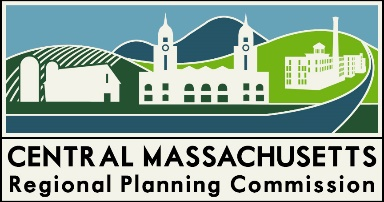 CENTRAL MASSACHUSETTS
Regional Planning Commission